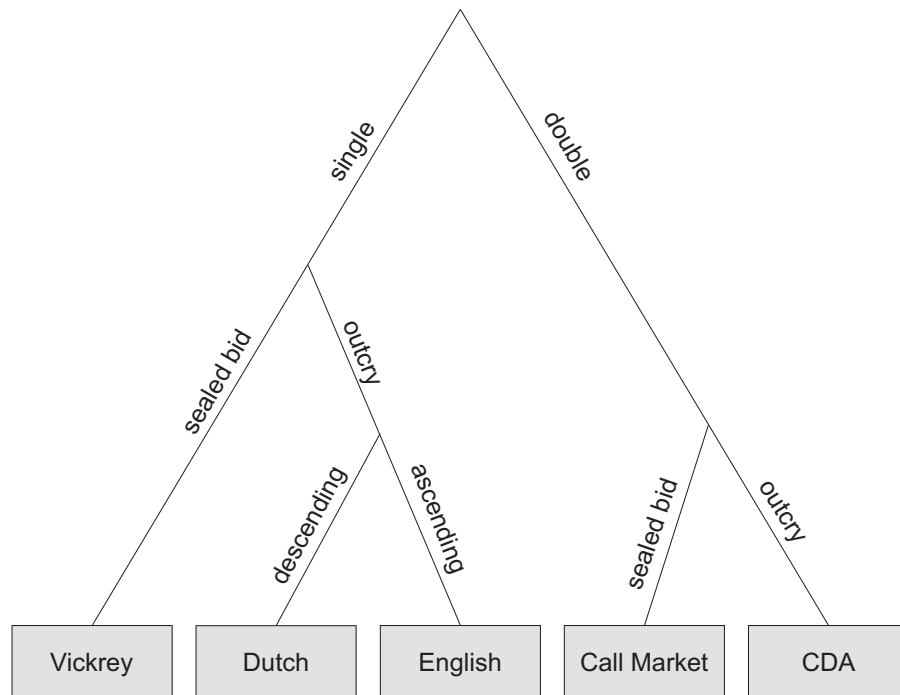 single
double
sealed bid
outcry
descending
ascending
sealed bid
outcry
Vickrey
Dutch
English
Call Market
CDA